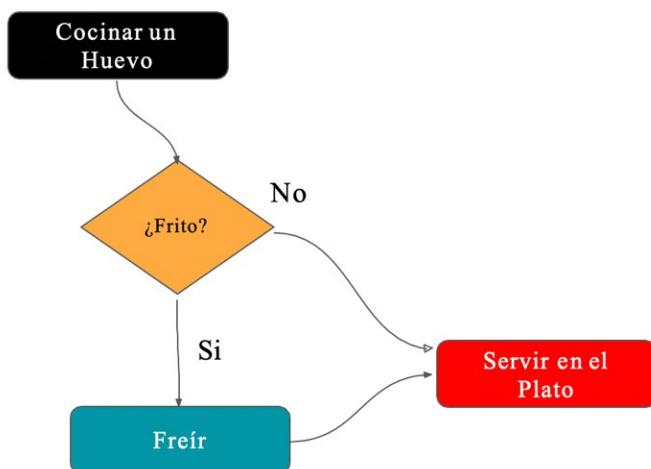 Cocinar un
Huevo
¿Frito?
No
Si
Servir en el
Plato
Freír